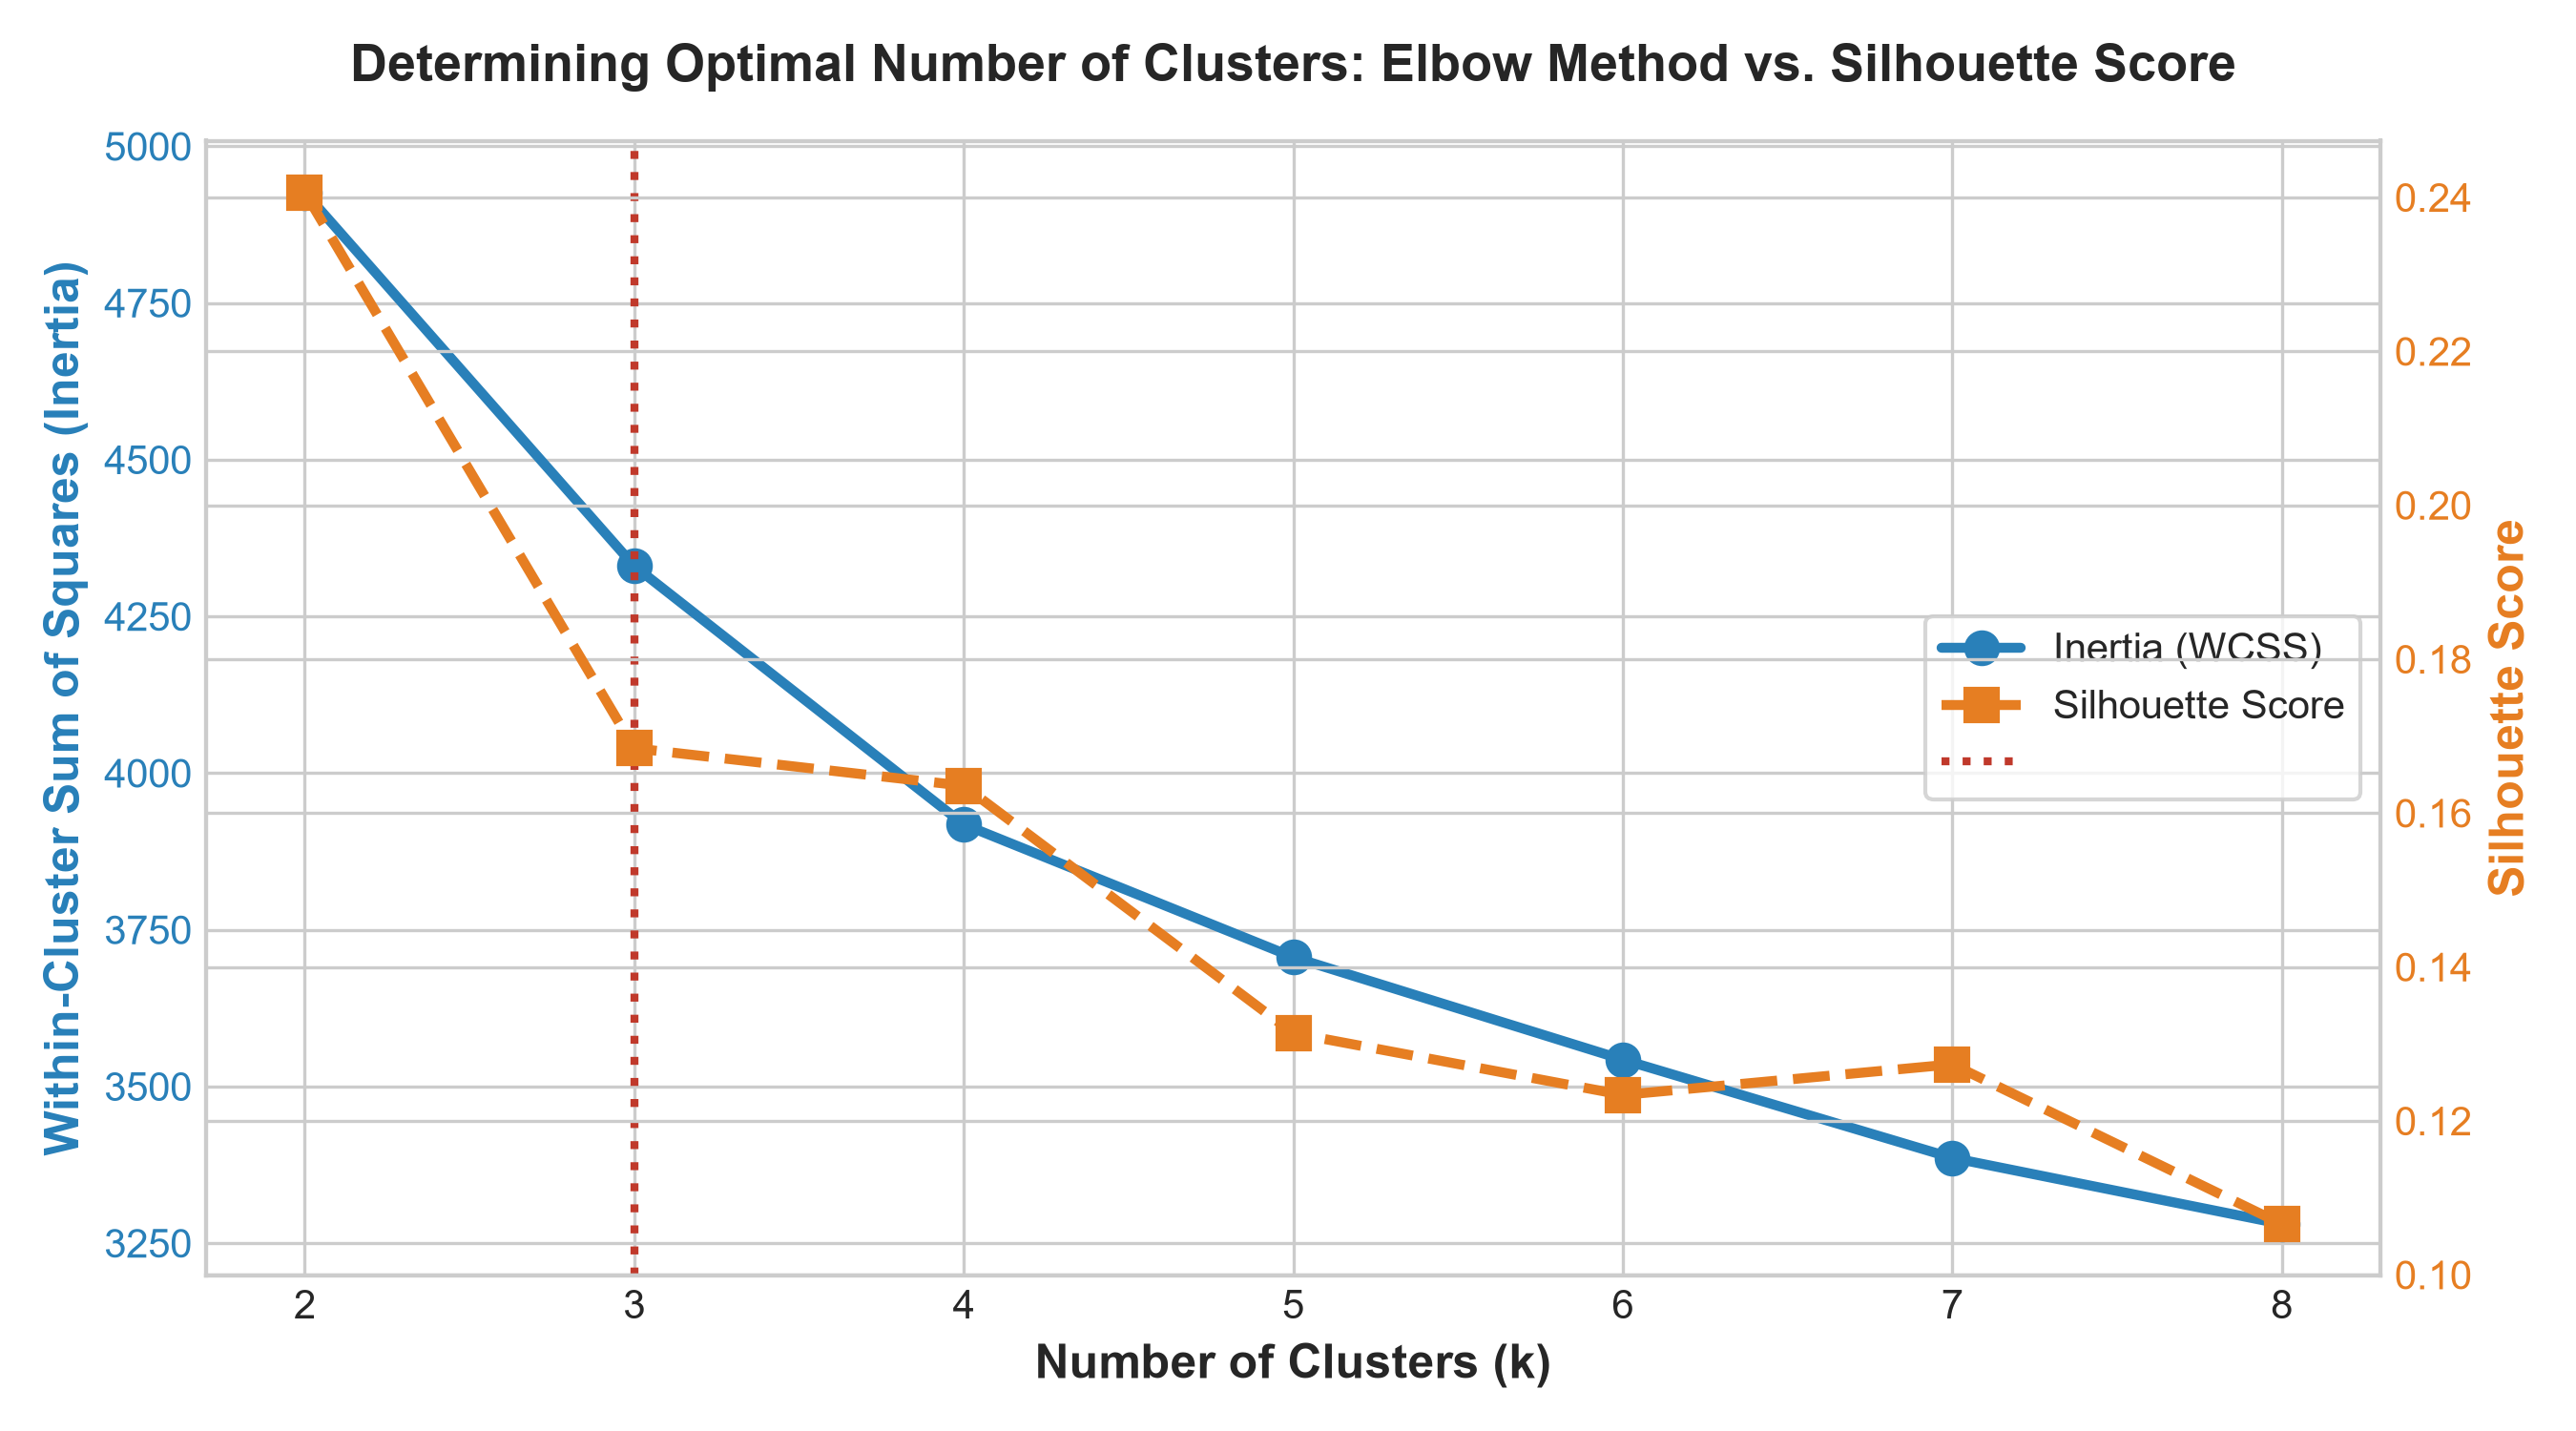 Determining Optimal Number of Clusters: Elbow Method vs. Silhouette Score
Within-Cluster Sum of Squares (Inertia)
5000
4750
4500
4250
4000
3750
3500
3250
0.24
0.22
0.20
0.18
0.16
0.14
0.12
0.10
Silhouette Score
Inertia (WCSS)
Silhouette Score
2 3 4 5 6 7 8
Number of Clusters (k)